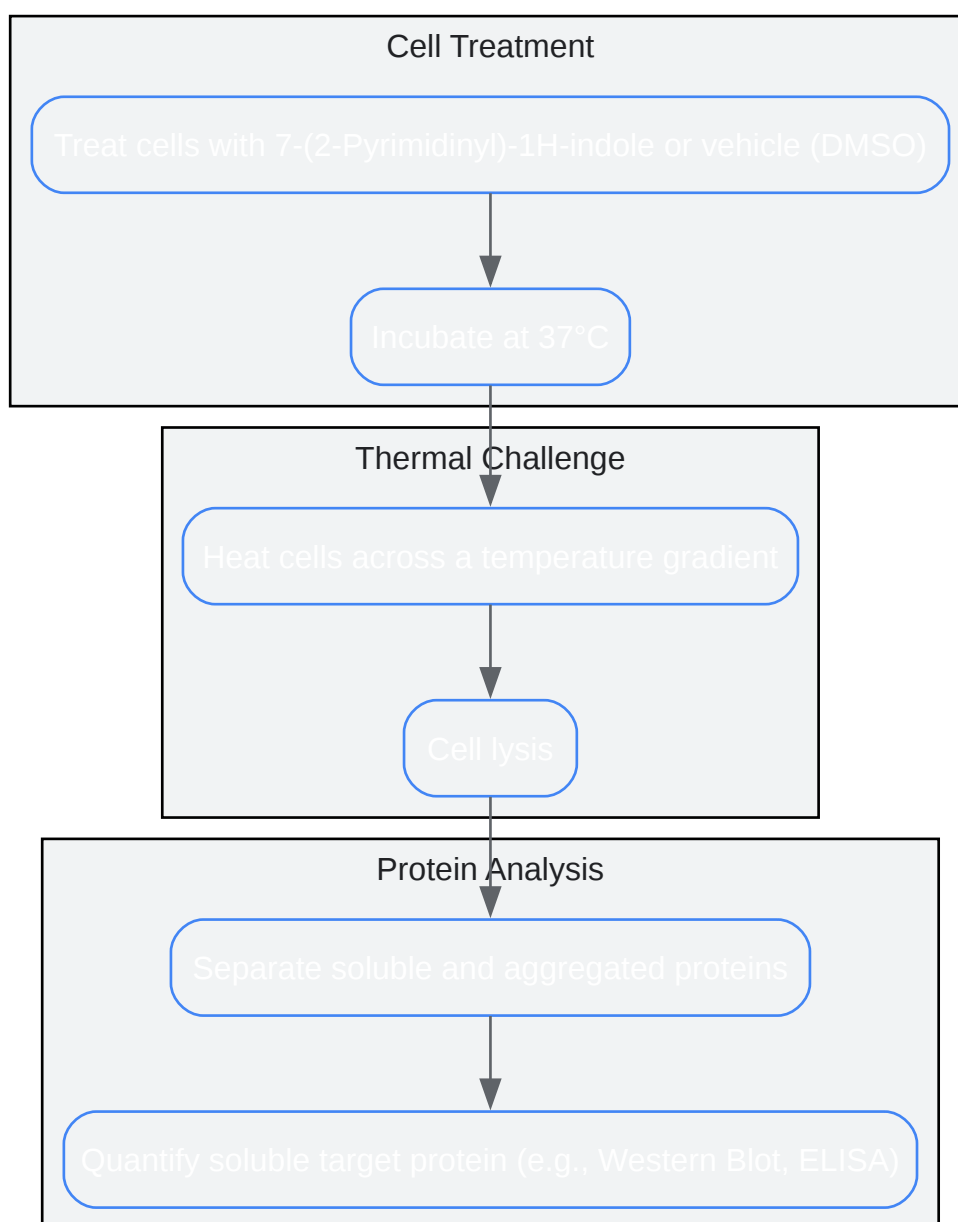 Cell Treatment
Treat cells with 7-(2-Pyrimidinyl)-1H-indole or vehicle (DMSO)
Incubate at 37°C
Thermal Challenge
Heat cells across a temperature gradient
Cell lysis
Protein Analysis
Separate soluble and aggregated proteins
Quantify soluble target protein (e.g., Western Blot, ELISA)